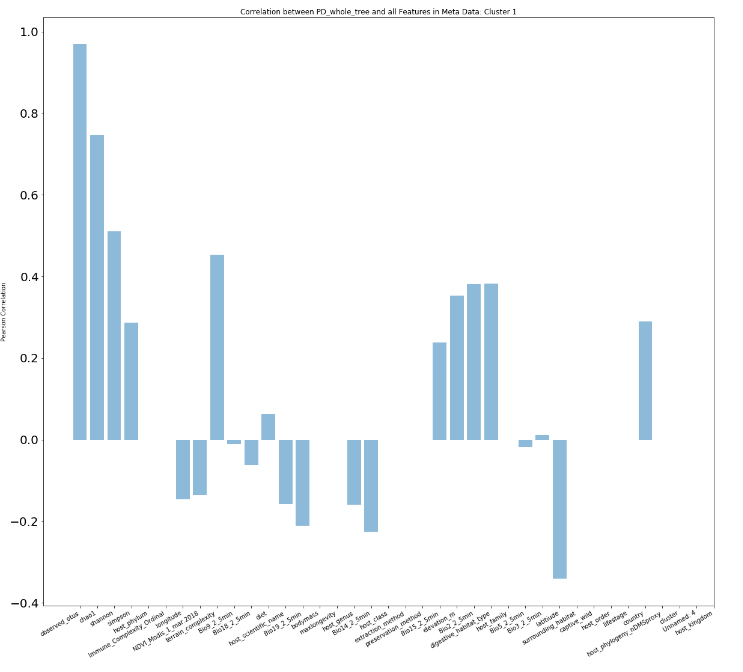 Correlation between PD_whole_tree and all Features in Meta Data: Cluster 1
Pearson Correlation
1.0
0.8
0.6
0.4
0.2
0.0
−0.2
−0.4
observed_otus
chao1
shannon
simpson
host_phylum
Immune_Complexity_Ordinal
longitude
NDVI_Modis_1_mar 2018
terrain_complexity
Bio9_2_5min
Bio18_2_5min
diet
host_scientific_name
Bio19_2_5min
bodymass
maxlongevity
host_genus
Bio14_2_5min
host_class
extraction_method
preservation_method
Bio15_2_5min
elevation_m
Bio2_2_5min
digestive_habitat_type
host_family
Bio5_2_5min
Bio7_2_5min
latitude
surrounding_habitat
captive_wild
host_order
lifestage
country
host_phylogeny_nDMSproxy
cluster
Unnamed: 4
host_kingdom